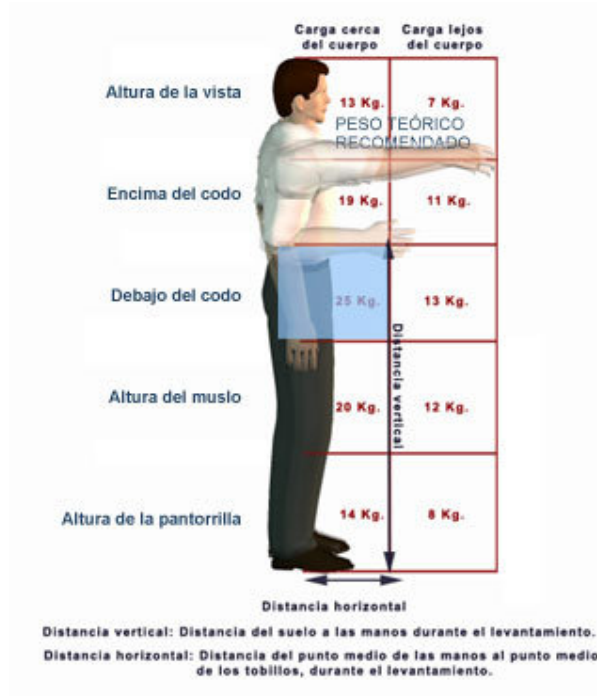 Carga cerca
del cuerpo
Carga lejos
del cuerpo
Altura de la vista
13 Kg.
7 Kg.
PESO TEÓRICO
RECOMENDADO
Encima del codo
19 Kg.
11 Kg.
Debajo del codo
25 Kg.
13 Kg.
Distancia vertical
Altura del muslo
20 Kg.
12 Kg.
Altura de la pantorrilla
14 Kg.
8 Kg.
Distancia horizontal
Distancia vertical: Distancia del suelo a las manos durante el levantamiento.
Distancia horizontal: Distancia del punto medio de las manos al punto medio
de los tobillos, durante el levantamiento.